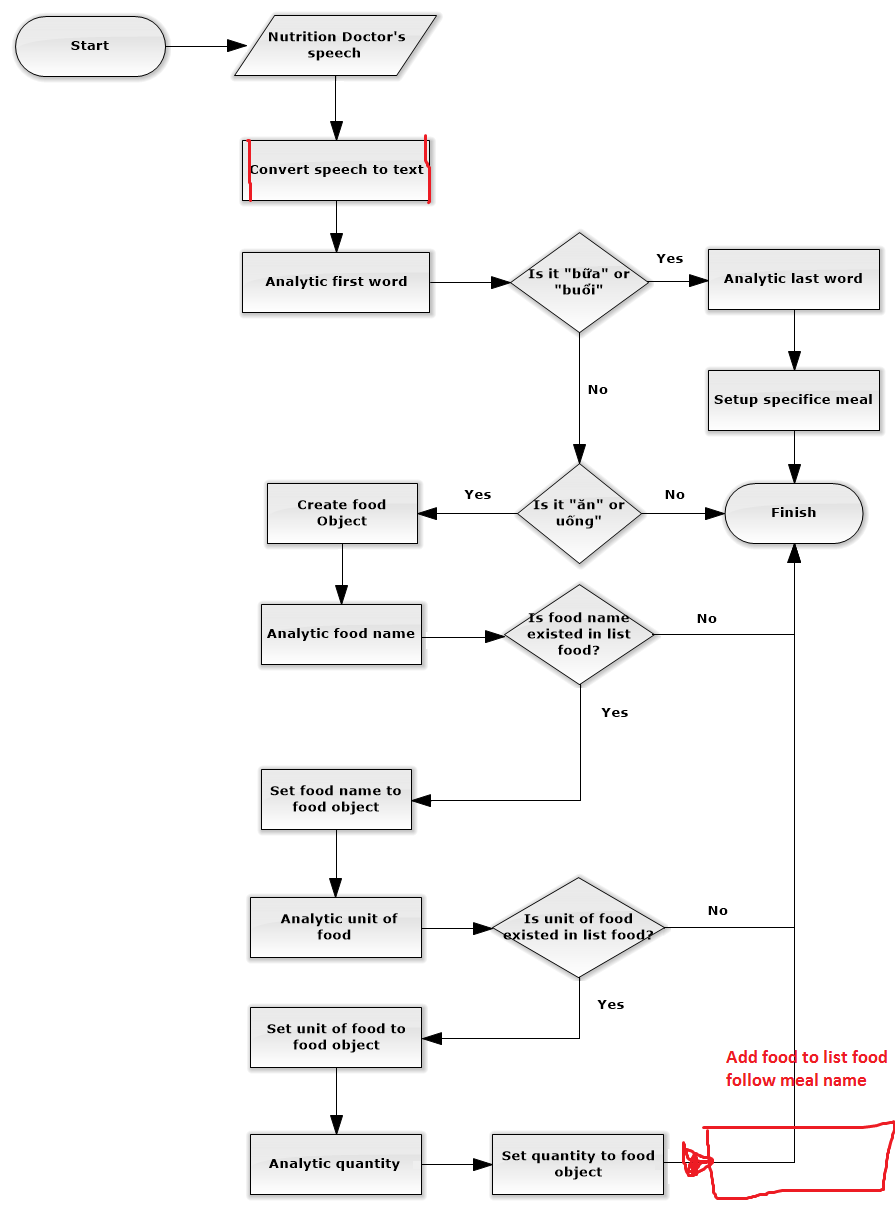 Start
Nutrition Doctor's
speech
Convert speech to text
Analytic first word
Is it "bữa" or
"buổi"
Yes
Analytic last word
No
Setup specifice meal
Create food
Object
Yes
Is it "ăn" or
uống"
No
Finish
Analytic food name
Is food name
existed in list
food?
No
Yes
Set food name to
food object
Analytic unit of
food
Is unit of food
existed in list food?
No
Yes
Set unit of food to
food object
Add food to list food
follow meal name
Analytic quantity
Set quantity to food
object